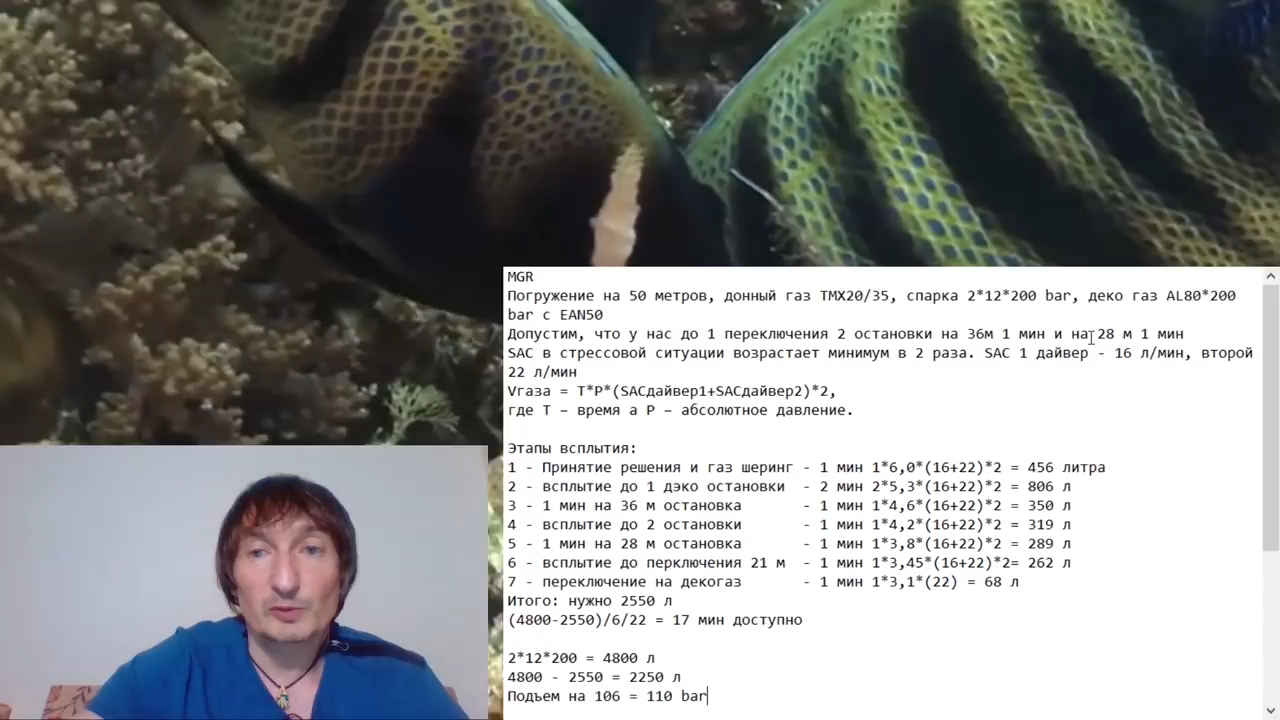 MGR
Погружение на 50 метров, донный газ TMX20/35, спарка 2*12*200 bar, деко газ AL80*200
bar с EAN50
Допустим, что у нас до 1 переключения 2 остановки на 36м 1 мин и на 28 м 1 мин
SAC в стрессовой ситуации возрастает минимум в 2 раза. SAC 1 дайвер - 16 л/мин, второй
22 л/мин
Vгаза = T*P*(SACдайвер1+SACдайвер2)*2,
где T – время а P – абсолютное давление.
Этапы всплытия:
1 - Принятие решения и газ шеринг - 1 мин 1*6,0*(16+22)*2 = 456 литра
2 - всплытие до 1 дэко остановки - 2 мин 2*5,3*(16+22)*2 = 806 л
3 - 1 мин на 36 м остановка - 1 мин 1*4,6*(16+22)*2 = 350 л
4 - всплытие до 2 остановки - 1 мин 1*4,2*(16+22)*2 = 319 л
5 - 1 мин на 28 м остановка - 1 мин 1*3,8*(16+22)*2 = 289 л
6 - всплытие до перключения 21 м - 1 мин 1*3,45*(16+22)*2= 262 л
7 - переключение на декогаз - 1 мин 1*3,1*(22) = 68 л
Итого: нужно 2550 л
(4800-2550)/6/22 = 17 мин доступно
2*12*200 = 4800 л
4800 - 2550 = 2250 л
Подъем на 106 = 110 bar